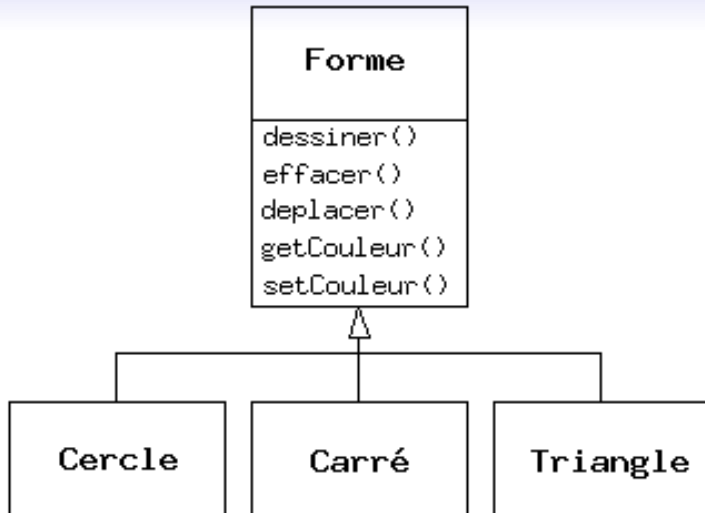 Forme
dessiner()
effacer()
deplacer()
getCouleur()
setCouleur()
Cercle
Carré
Triangle